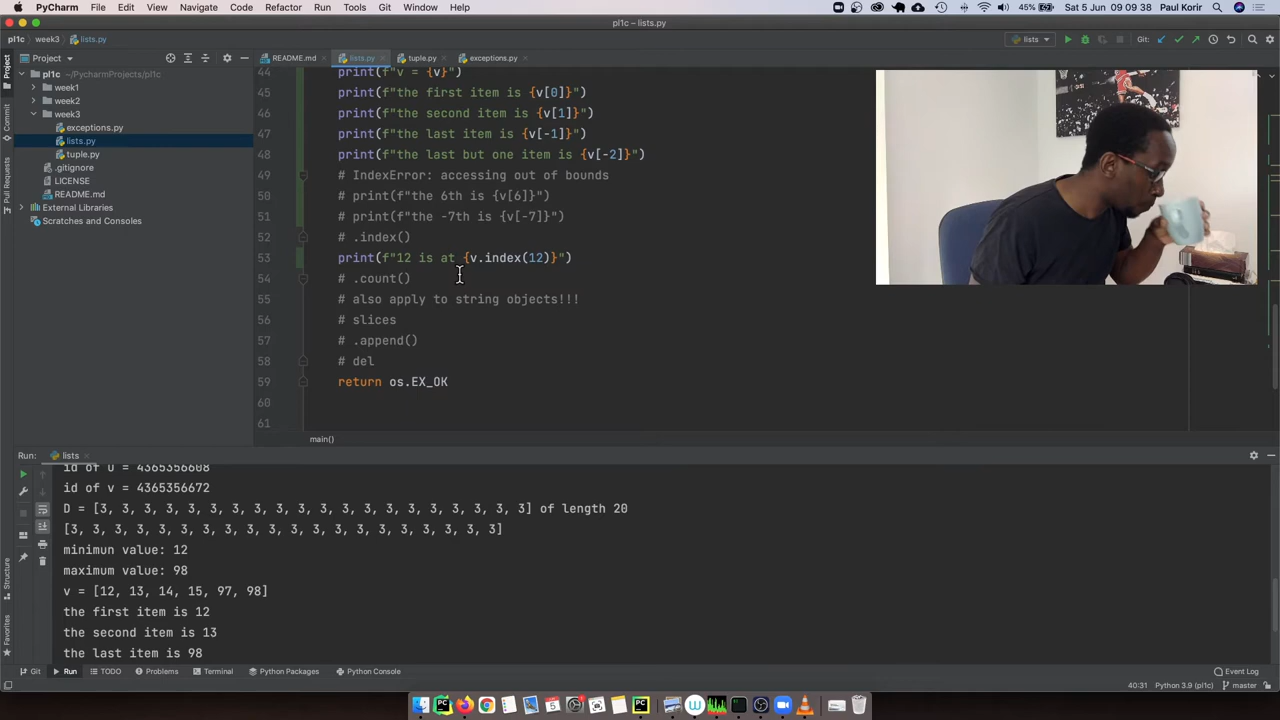 PyCharm File Edit View Navigate Code Refactor Run Tools Git Window Help 45% Sat 5 Jun 09:09:38 Paul Korir
pl1c – lists.py
pl1c week3 lists.py lists Git:
Project README.md lists.py tuple.py exceptions.py
pl1c ~/PycharmProjects/pl1c
week1
week2
week3
exceptions.py
lists.py
tuple.py
.gitignore
LICENSE
README.md
External Libraries
Scratches and Consoles
Project
Commit
Pull Requests
Structure
Favorites
44 print(f"v = {v}")
45 print(f"the first item is {v[0]}")
46 print(f"the second item is {v[1]}")
47 print(f"the last item is {v[-1]}")
48 print(f"the last but one item is {v[-2]}")
49 # IndexError: accessing out of bounds
50 # print(f"the 6th is {v[6]}")
51 # print(f"the -7th is {v[-7]}")
52 # .index()
53 print(f"12 is at {v.index(12)}")
54 # .count()
55 # also apply to string objects!!!
56 # slices
57 # .append()
58 # del
59 return os.EX_OK
60
61
main()
Run: lists
id of v = 4365356672
D = [3, 3, 3, 3, 3, 3, 3, 3, 3, 3, 3, 3, 3, 3, 3, 3, 3, 3, 3, 3] of length 20
[3, 3, 3, 3, 3, 3, 3, 3, 3, 3, 3, 3, 3, 3, 3, 3, 3, 3, 3, 3]
minimun value: 12
maximum value: 98
v = [12, 13, 14, 15, 97, 98]
the first item is 12
the second item is 13
the last item is 98
Git Run TODO Problems Terminal Python Packages Python Console Event Log
40:31 Python 3.9 (pl1c) master